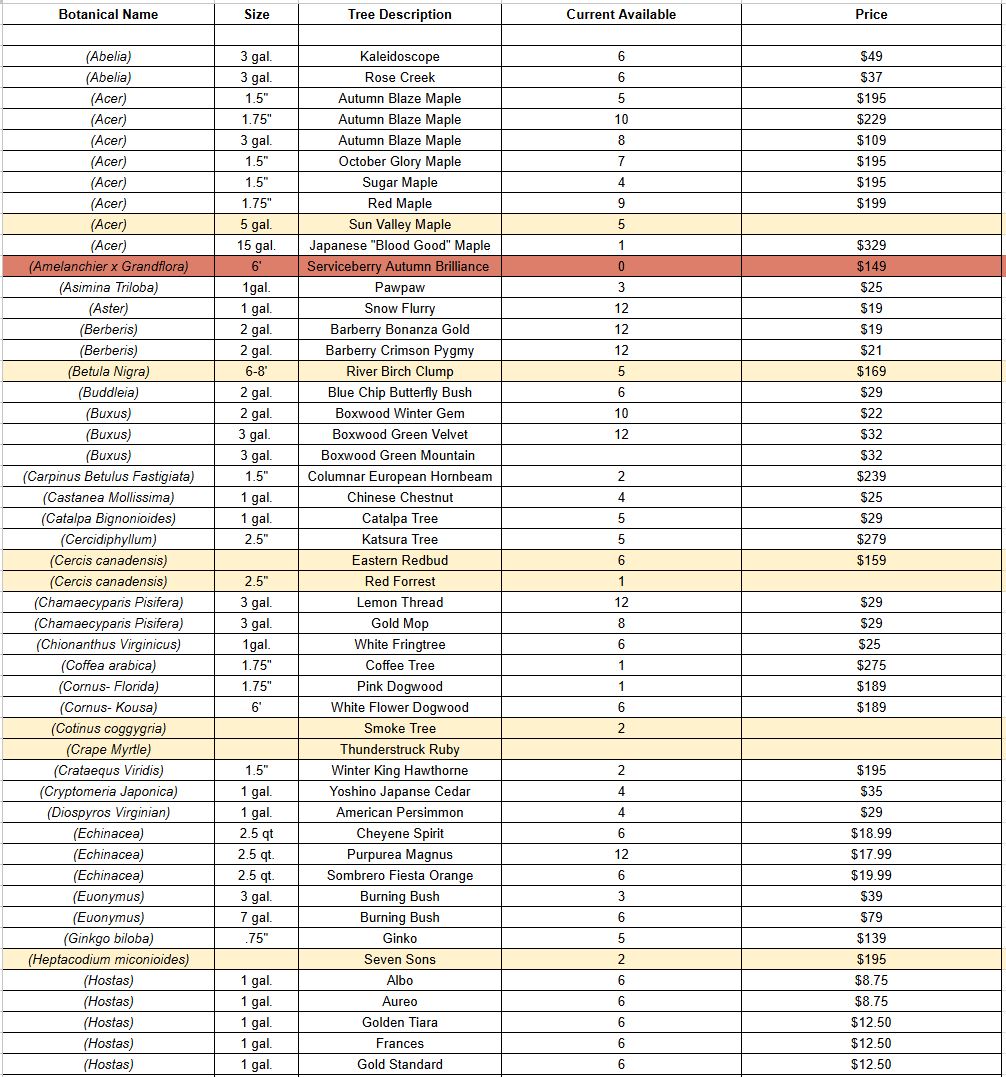 Botanical Name Size Tree Description Current Available Price
(Abelia) 3 gal. Kaleidoscope 6 $49
(Abelia) 3 gal. Rose Creek 6 $37
(Acer) 1.5" Autumn Blaze Maple 5 $195
(Acer) 1.75" Autumn Blaze Maple 10 $229
(Acer) 3 gal. Autumn Blaze Maple 8 $109
(Acer) 1.5" October Glory Maple 7 $195
(Acer) 1.5" Sugar Maple 4 $195
(Acer) 1.75" Red Maple 9 $199
(Acer) 5 gal. Sun Valley Maple 5
(Acer) 15 gal. Japanese "Blood Good" Maple 1 $329
(Amelanchier x Grandflora) 6' Serviceberry Autumn Brilliance 0 $149
(Asimina Triloba) 1gal. Pawpaw 3 $25
(Aster) 1 gal. Snow Flurry 12 $19
(Berberis) 2 gal. Barberry Bonanza Gold 12 $19
(Berberis) 2 gal. Barberry Crimson Pygmy 12 $21
(Betula Nigra) 6-8' River Birch Clump 5 $169
(Buddleia) 2 gal. Blue Chip Butterfly Bush 6 $29
(Buxus) 2 gal. Boxwood Winter Gem 10 $22
(Buxus) 3 gal. Boxwood Green Velvet 12 $32
(Buxus) 3 gal. Boxwood Green Mountain $32
(Carpinus Betulus Fastigiata) 1.5" Columnar European Hornbeam 2 $239
(Castanea Mollissima) 1 gal. Chinese Chestnut 4 $25
(Catalpa Bignonioides) 1 gal. Catalpa Tree 5 $29
(Cercidiphyllum) 2.5" Katsura Tree 5 $279
(Cercis canadensis) Eastern Redbud 6 $159
(Cercis canadensis) 2.5" Red Forrest 1
(Chamaecyparis Pisifera) 3 gal. Lemon Thread 12 $29
(Chamaecyparis Pisifera) 3 gal. Gold Mop 8 $29
(Chionanthus Virginicus) 1gal. White Fringtree 6 $25
(Coffea arabica) 1.75" Coffee Tree 1 $275
(Cornus- Florida) 1.75" Pink Dogwood 1 $189
(Cornus- Kousa) 6' White Flower Dogwood 6 $189
(Cotinus coggygria) Smoke Tree 2
(Crape Myrtle) Thunderstruck Ruby
(Crataequs Viridis) 1.5" Winter King Hawthorne 2 $195
(Cryptomeria Japonica) 1 gal. Yoshino Japanse Cedar 4 $35
(Diospyros Virginian) 1 gal. American Persimmon 4 $29
(Echinacea) 2.5 qt Cheyene Spirit 6 $18.99
(Echinacea) 2.5 qt. Purpurea Magnus 12 $17.99
(Echinacea) 2.5 qt. Sombrero Fiesta Orange 6 $19.99
(Euonymus) 3 gal. Burning Bush 3 $39
(Euonymus) 7 gal. Burning Bush 6 $79
(Ginkgo biloba) .75" Ginko 5 $139
(Heptacodium miconioides) Seven Sons 2 $195
(Hostas) 1 gal. Albo 6 $8.75
(Hostas) 1 gal. Aureo 6 $8.75
(Hostas) 1 gal. Golden Tiara 6 $12.50
(Hostas) 1 gal. Frances 6 $12.50
(Hostas) 1 gal. Gold Standard 6 $12.50